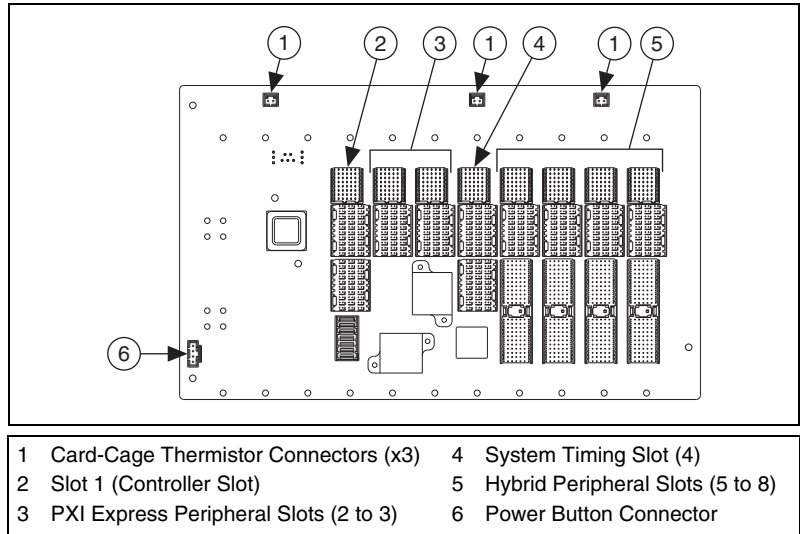 1 2 3 1 4 1 5
6
1 Card-Cage Thermistor Connectors (x3)
2 Slot 1 (Controller Slot)
3 PXI Express Peripheral Slots (2 to 3)
4 System Timing Slot (4)
5 Hybrid Peripheral Slots (5 to 8)
6 Power Button Connector